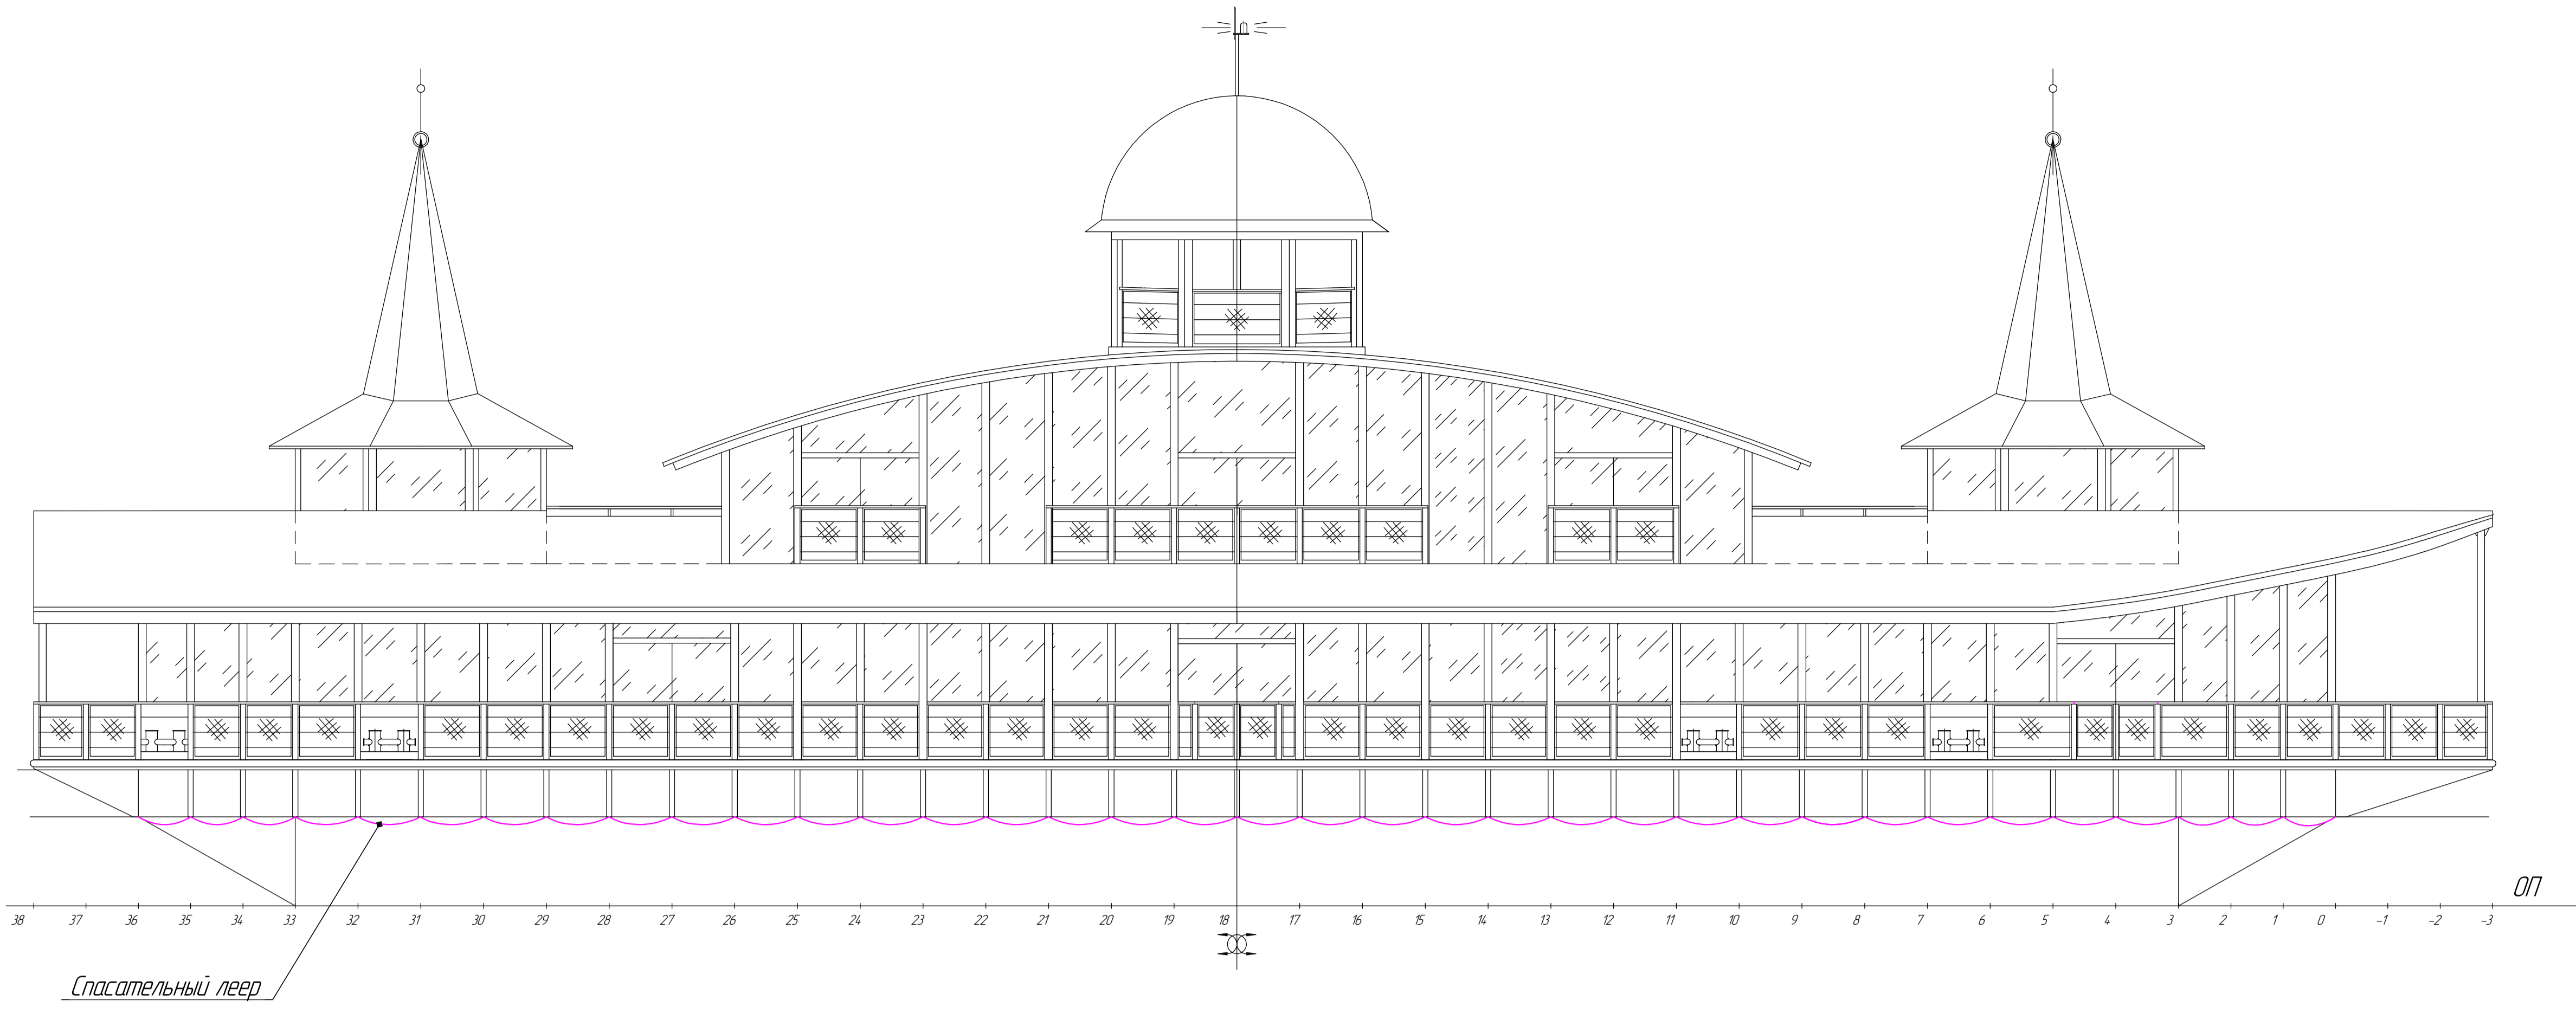 ОП
38 37 36 35 34 33 32 31 30 29 28 27 26 25 24 23 22 21 20 19 18 17 16 15 14 13 12 11 10 9 8 7 6 5 4 3 2 1 0 -1 -2 -3
Спасательный леер